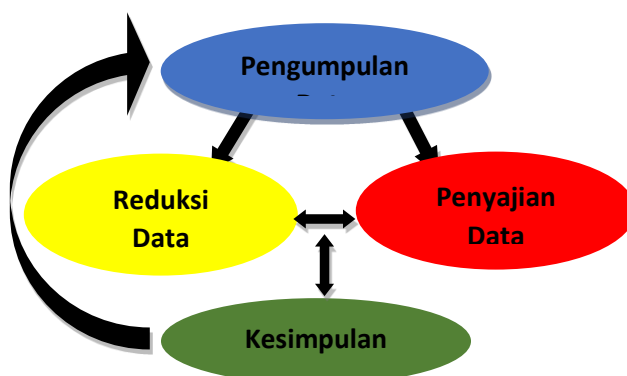 Pengumpulan
Reduksi
Data
Penyajian
Data
Kesimpulan